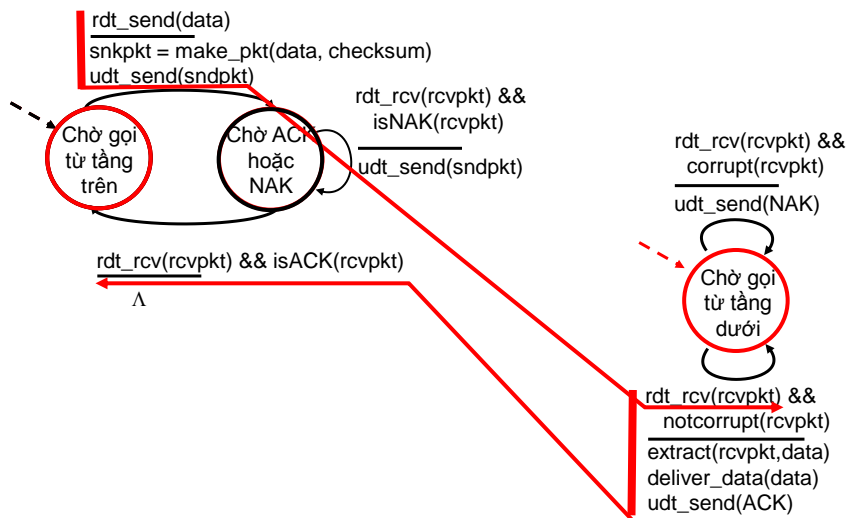 rdt_send(data)
snkpkt = make_pkt(data, checksum)
udt_send(sndpkt)
Chờ gọi
từ tầng
trên
Chờ ACK
hoặc
NAK
rdt_rcv(rcvpkt) &&
isNAK(rcvpkt)
udt_send(sndpkt)
rdt_rcv(rcvpkt) && isACK(rcvpkt)
Λ
rdt_rcv(rcvpkt) &&
corrupt(rcvpkt)
udt_send(NAK)
Chờ gọi
từ tầng
dưới
rdt_rcv(rcvpkt) &&
notcorrupt(rcvpkt)
extract(rcvpkt,data)
deliver_data(data)
udt_send(ACK)